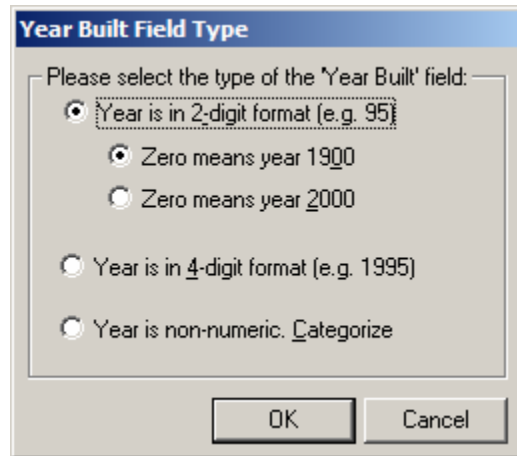 Year Built Field Type
Please select the type of the 'Year Built' field:
Year is in 2-digit format (e.g. 95)
Zero means year 1900
Zero means year 2000
Year is in 4-digit format (e.g. 1995)
Year is non-numeric. Categorize
OK Cancel